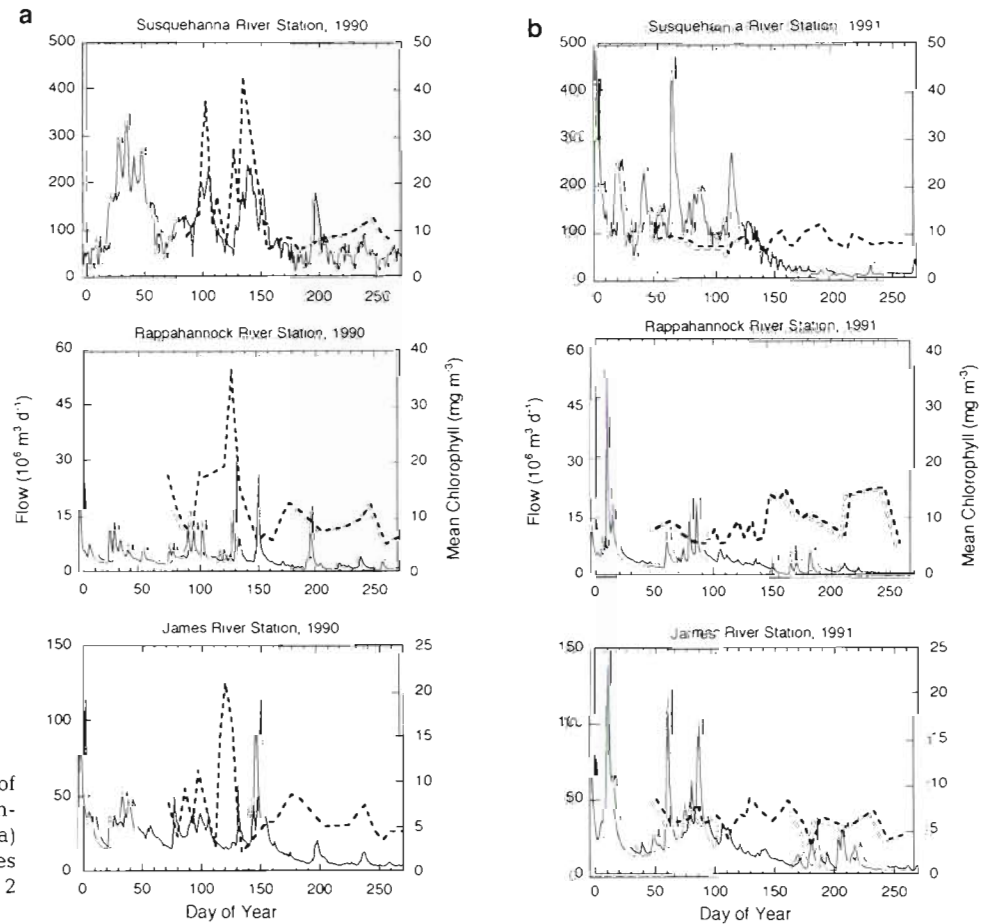 a
Susquehanna River Station, 1990
500
400
300
200
100
0
50
40
30
20
10
0
0 50 100 150 200 250
Rappahannock River Station, 1990
60
45
30
15
0
40
30
20
10
0
0 50 100 150 200 250
Flow (10⁶ m³ d⁻¹)
Mean Chlorophyll (mg m⁻³)
James River Station, 1990
150
100
50
0
25
20
15
10
5
0
0 50 100 150 200 250
Day of Year
b
Susquehan a River Station 1991
500
400
300
200
100
0
50
40
30
20
10
0
0 50 100 150 200 250
Rappahannock River Station, 1991
60
45
30
15
0
40
30
20
10
0
0 50 100 150 200 250
Flow (10⁶ m³ d⁻¹)
Mean Chlorophyll (mg m⁻³)
James River Station, 1991
150
100
50
0
25
20
15
10
5
0
0 50 100 150 200 250
Day of Year
of
n-
a)
es
2